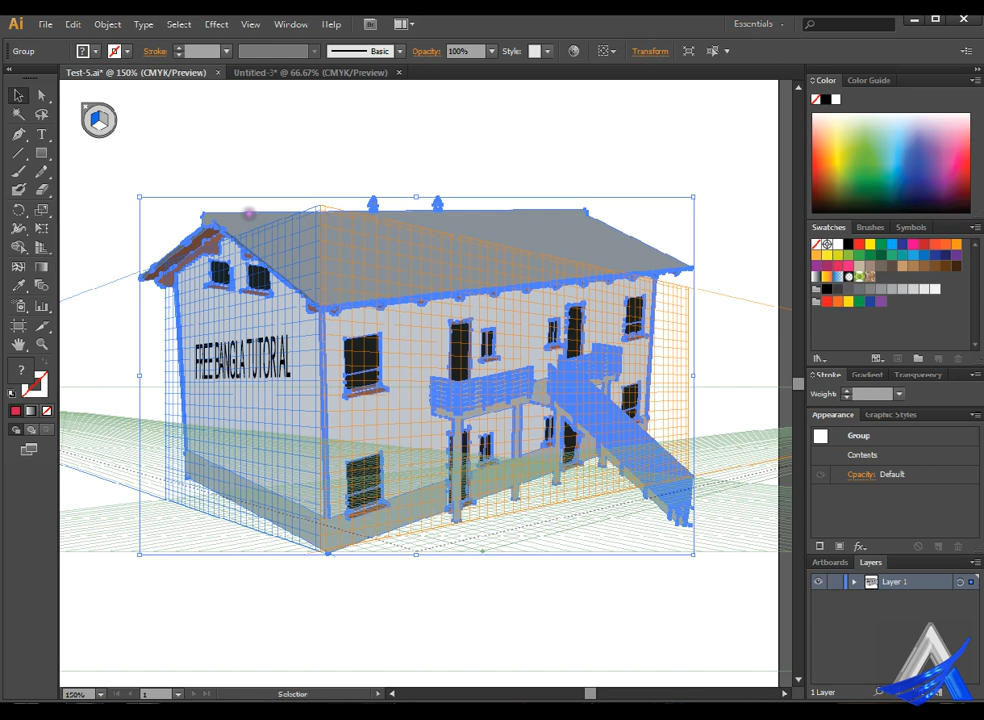 Ai File Edit Object Type Select Effect View Window Help Br Essentials
Group ? Stroke: Basic Opacity: 100% Style: Transform
Test-5.ai* @ 150% (CMYK/Preview) × Untitled-3* @ 66.67% (CMYK/Preview) ×
Color Color Guide
Swatches Brushes Symbols
FREE BANGLA TUTORIAL
Stroke Gradient Transparency
Weight:
Appearance Graphic Styles
Group
Contents
Opacity: Default
fx
Artboards Layers
Layer 1
1 Layer
150% 1 Selection